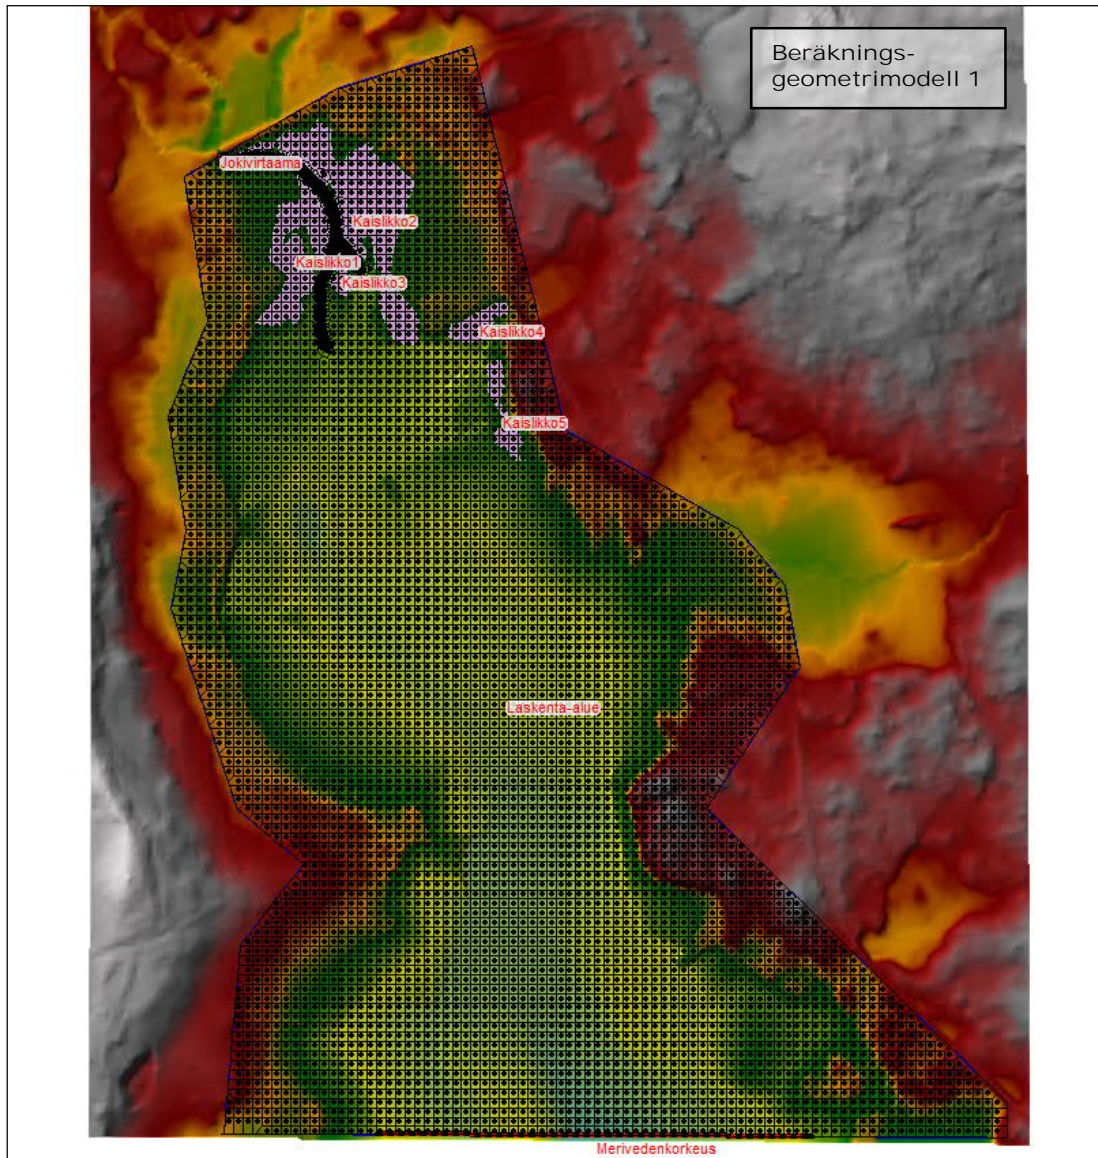 Beräknings-
geometrimodell 1
Jokivirtaama
Kaislikko2
Kaislikko1
Kaislikko3
Kaislikko4
Kaislikko5
Laskenta-alue
Merivedenkorkeus